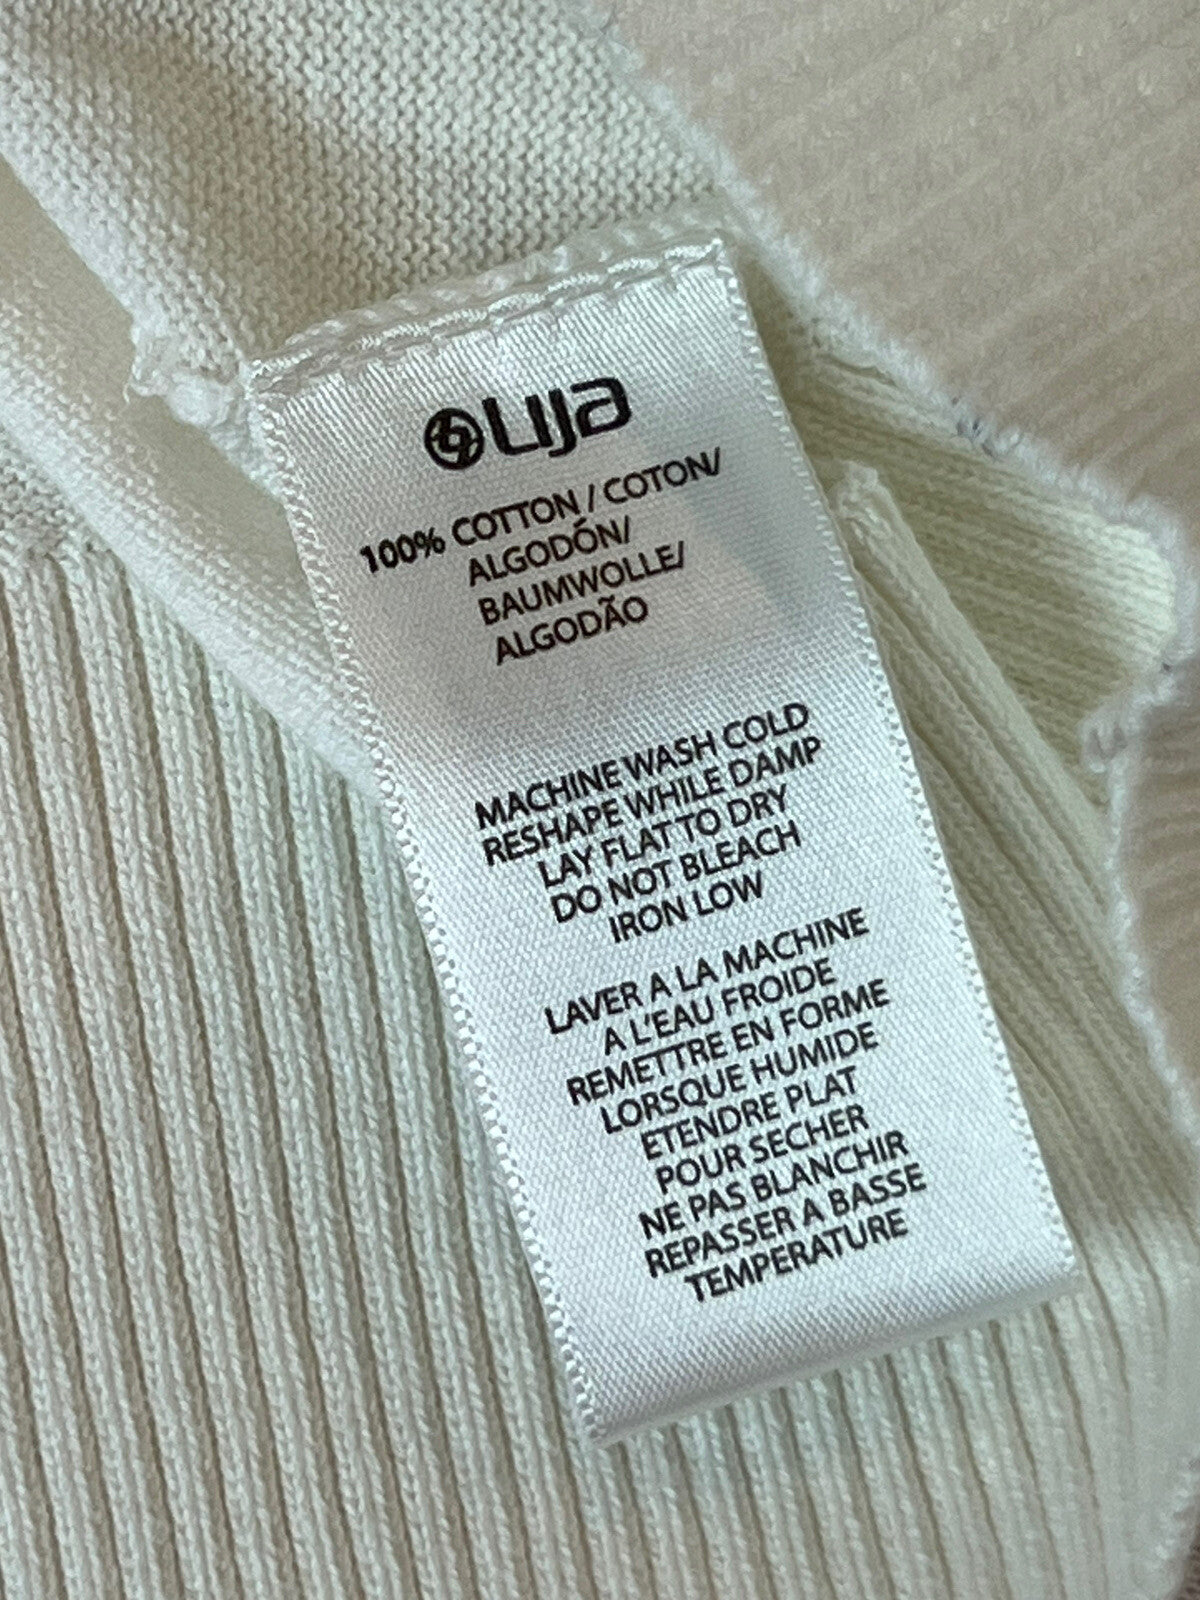 Lija
100% COTTON / COTON/
ALGODÓN/
BAUMWOLLE/
ALGODÃO
MACHINE WASH COLD
RESHAPE WHILE DAMP
LAY FLAT TO DRY
DO NOT BLEACH
IRON LOW
LAVER A LA MACHINE
A L'EAU FROIDE
REMETTRE EN FORME
LORSQUE HUMIDE
ETENDRE PLAT
POUR SECHER
NE PAS BLANCHIR
REPASSER A BASSE
TEMPERATURE